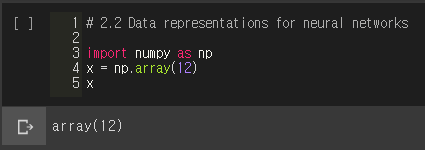 [ ]
1 # 2.2 Data representations for neural networks
2
3 import numpy as np
4 x = np.array(12)
5 x
array(12)